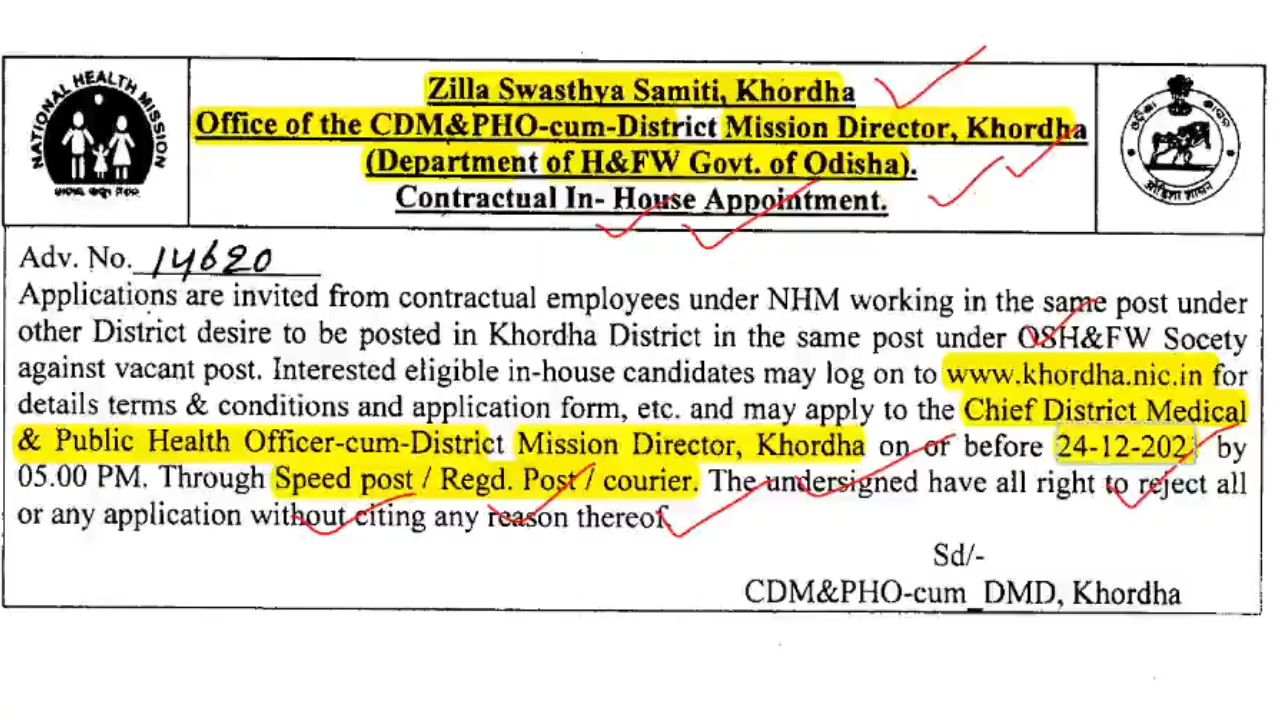 NATIONAL HEALTH MISSION
Zilla Swasthya Samiti, Khordha
Office of the CDM&PHO-cum-District Mission Director, Khordha
(Department of H&FW Govt. of Odisha).
Contractual In- House Appointment.
Adv. No. 14620
Applications are invited from contractual employees under NHM working in the same post under
other District desire to be posted in Khordha District in the same post under OSH&FW Socety
against vacant post. Interested eligible in-house candidates may log on to www.khordha.nic.in for
details terms & conditions and application form, etc. and may apply to the Chief District Medical
& Public Health Officer-cum-District Mission Director, Khordha on or before 24-12-202 by
05.00 PM. Through Speed post / Regd. Post / courier. The undersigned have all right to reject all
or any application without citing any reason thereof.
Sd/-
CDM&PHO-cum_DMD, Khordha